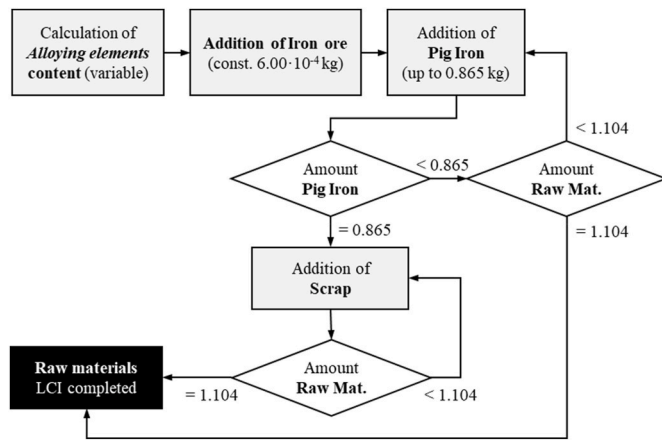 Calculation of
Alloying elements
content (variable)
Addition of Iron ore
(const. 6.00·10⁻⁴ kg)
Addition of
Pig Iron
(up to 0.865 kg)
< 1.104
Amount
Pig Iron
< 0.865
Amount
Raw Mat.
= 0.865
= 1.104
Addition of
Scrap
Raw materials
LCI completed
Amount
Raw Mat.
= 1.104
< 1.104